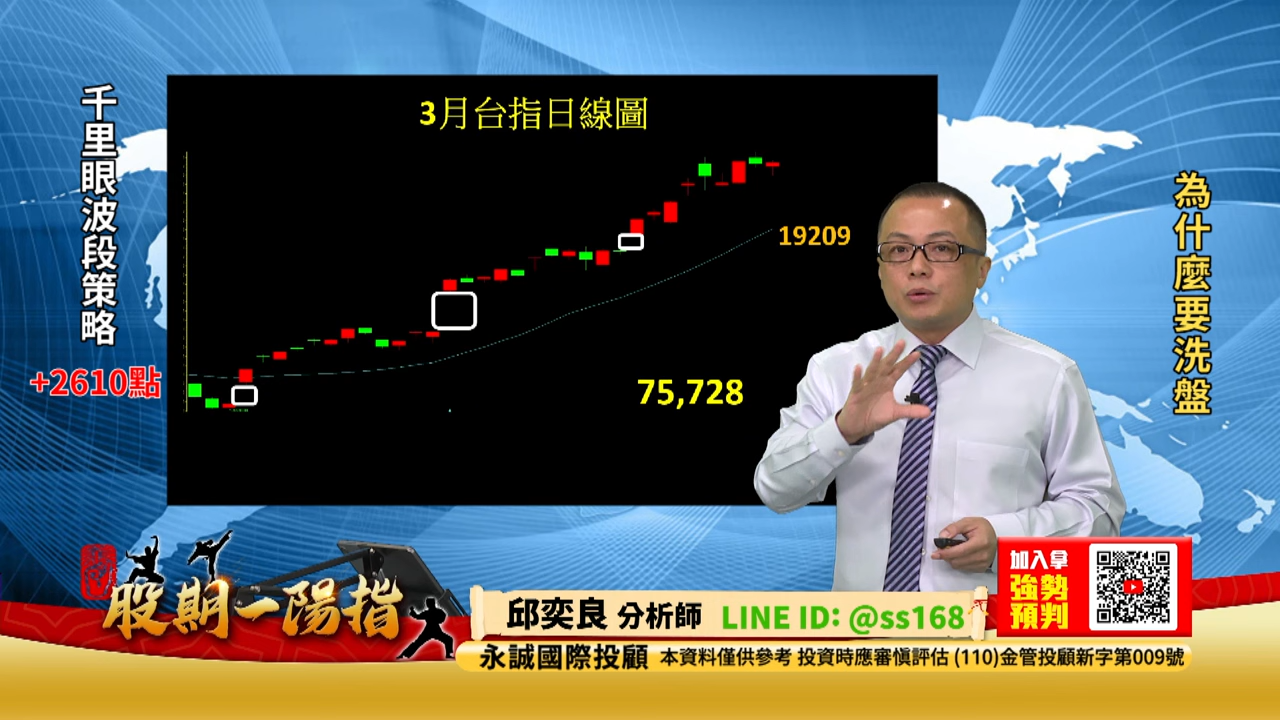 千里眼波段策略
+2610點
3月台指日線圖
19209
75,728
為什麼要洗盤
股期一陽指
邱奕良 分析師 LINE ID: @ss168
永誠國際投顧 本資料僅供參考 投資時應審慎評估 (110)金管投顧新字第009號
加入拿
強勢
預判